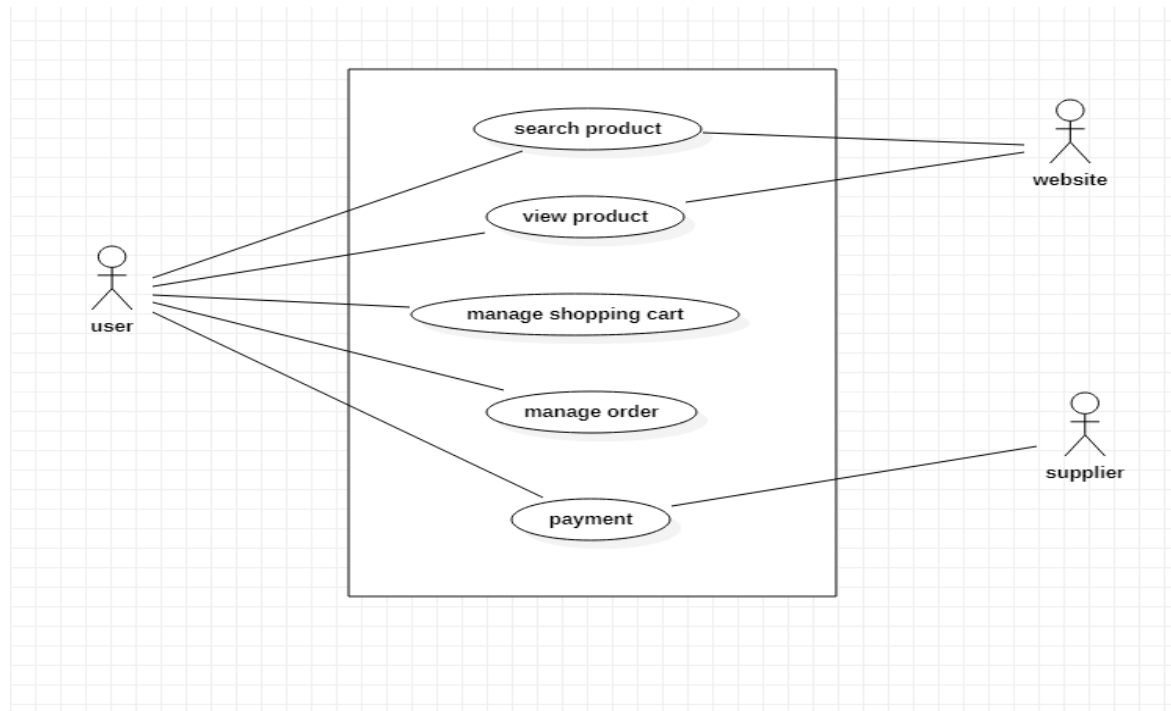 search product
website
view product
user
manage shopping cart
manage order
supplier
payment